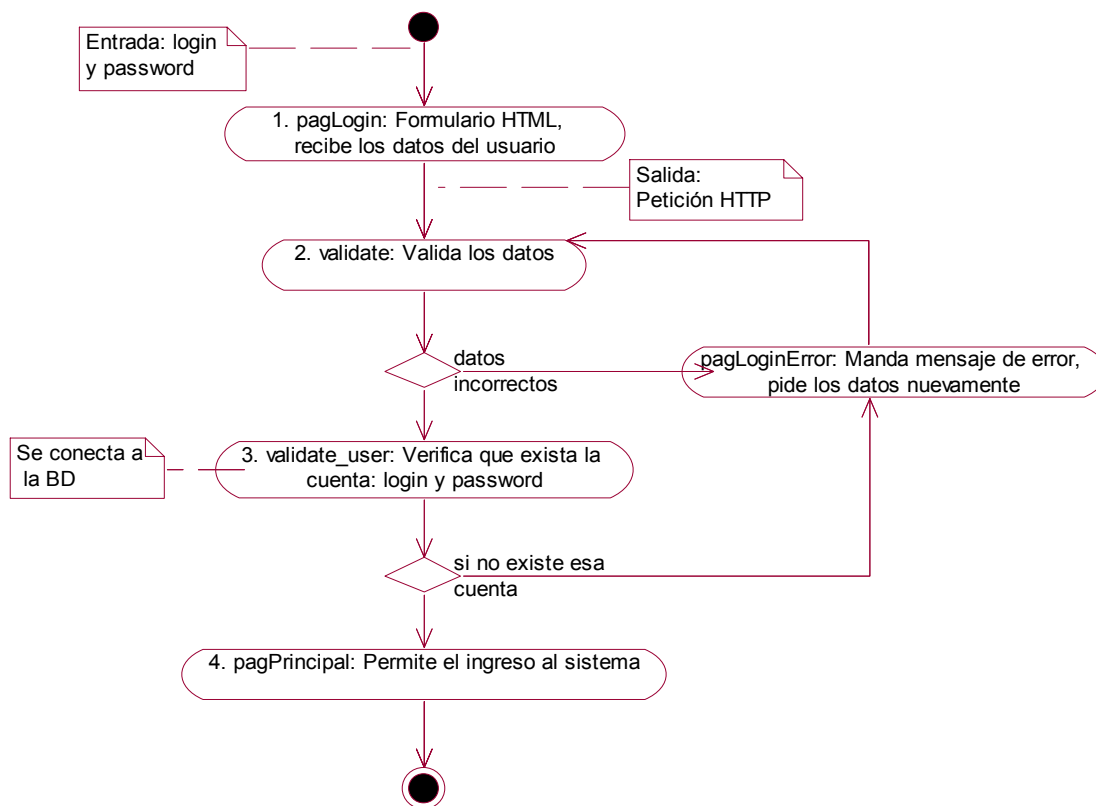 Entrada: login
y password
1. pagLogin: Formulario HTML,
recibe los datos del usuario
Salida:
Petición HTTP
2. validate: Valida los datos
datos
incorrectos
pagLoginError: Manda mensaje de error,
pide los datos nuevamente
Se conecta a
la BD
3. validate_user: Verifica que exista la
cuenta: login y password
si no existe esa
cuenta
4. pagPrincipal: Permite el ingreso al sistema